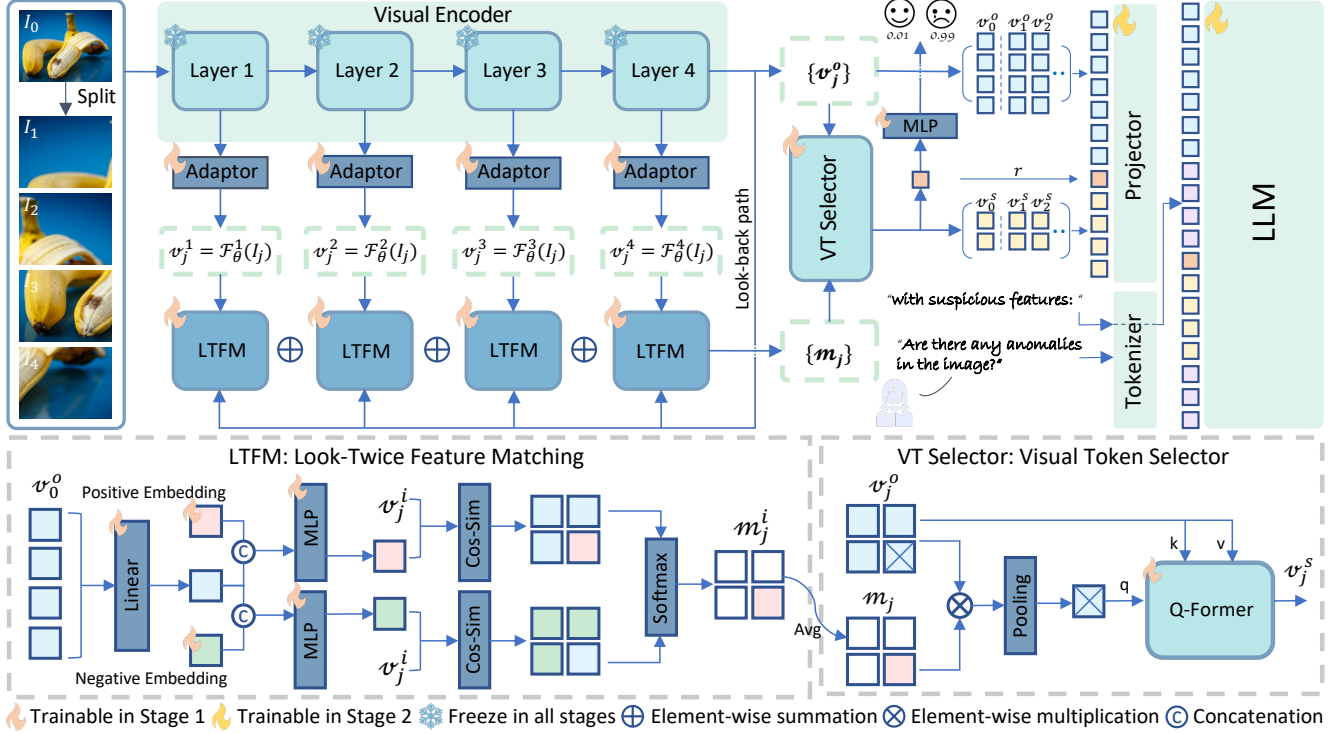 Visual Encoder
I_0
Split
I_1
I_2
I_3
I_4
Layer 1
Layer 2
Layer 3
Layer 4
Adaptor
Adaptor
Adaptor
Adaptor
v_j^1 = F_θ^1(I_j)
v_j^2 = F_θ^2(I_j)
v_j^3 = F_θ^3(I_j)
v_j^4 = F_θ^4(I_j)
LTFM
LTFM
LTFM
LTFM
Look-back path
{v_j^o}
VT Selector
{m_j}
0.01
0.99
MLP
v_0^o v_1^o v_2^o
..
r
v_0^s v_1^s v_2^s
..
Projector
"with suspicious features: "
"Are there any anomalies
in the image?"
Tokenizer
LLM
LTFM: Look-Twice Feature Matching
v_0^o
Positive Embedding
Linear
C
C
Negative Embedding
MLP
MLP
v_j^i
v_j^i
Cos-Sim
Cos-Sim
Softmax
m_j^i
Avg
VT Selector: Visual Token Selector
v_j^o
m_j
Pooling
q
k
v
Q-Former
v_j^s
Trainable in Stage 1
Trainable in Stage 2
Freeze in all stages
Element-wise summation
Element-wise multiplication
C Concatenation